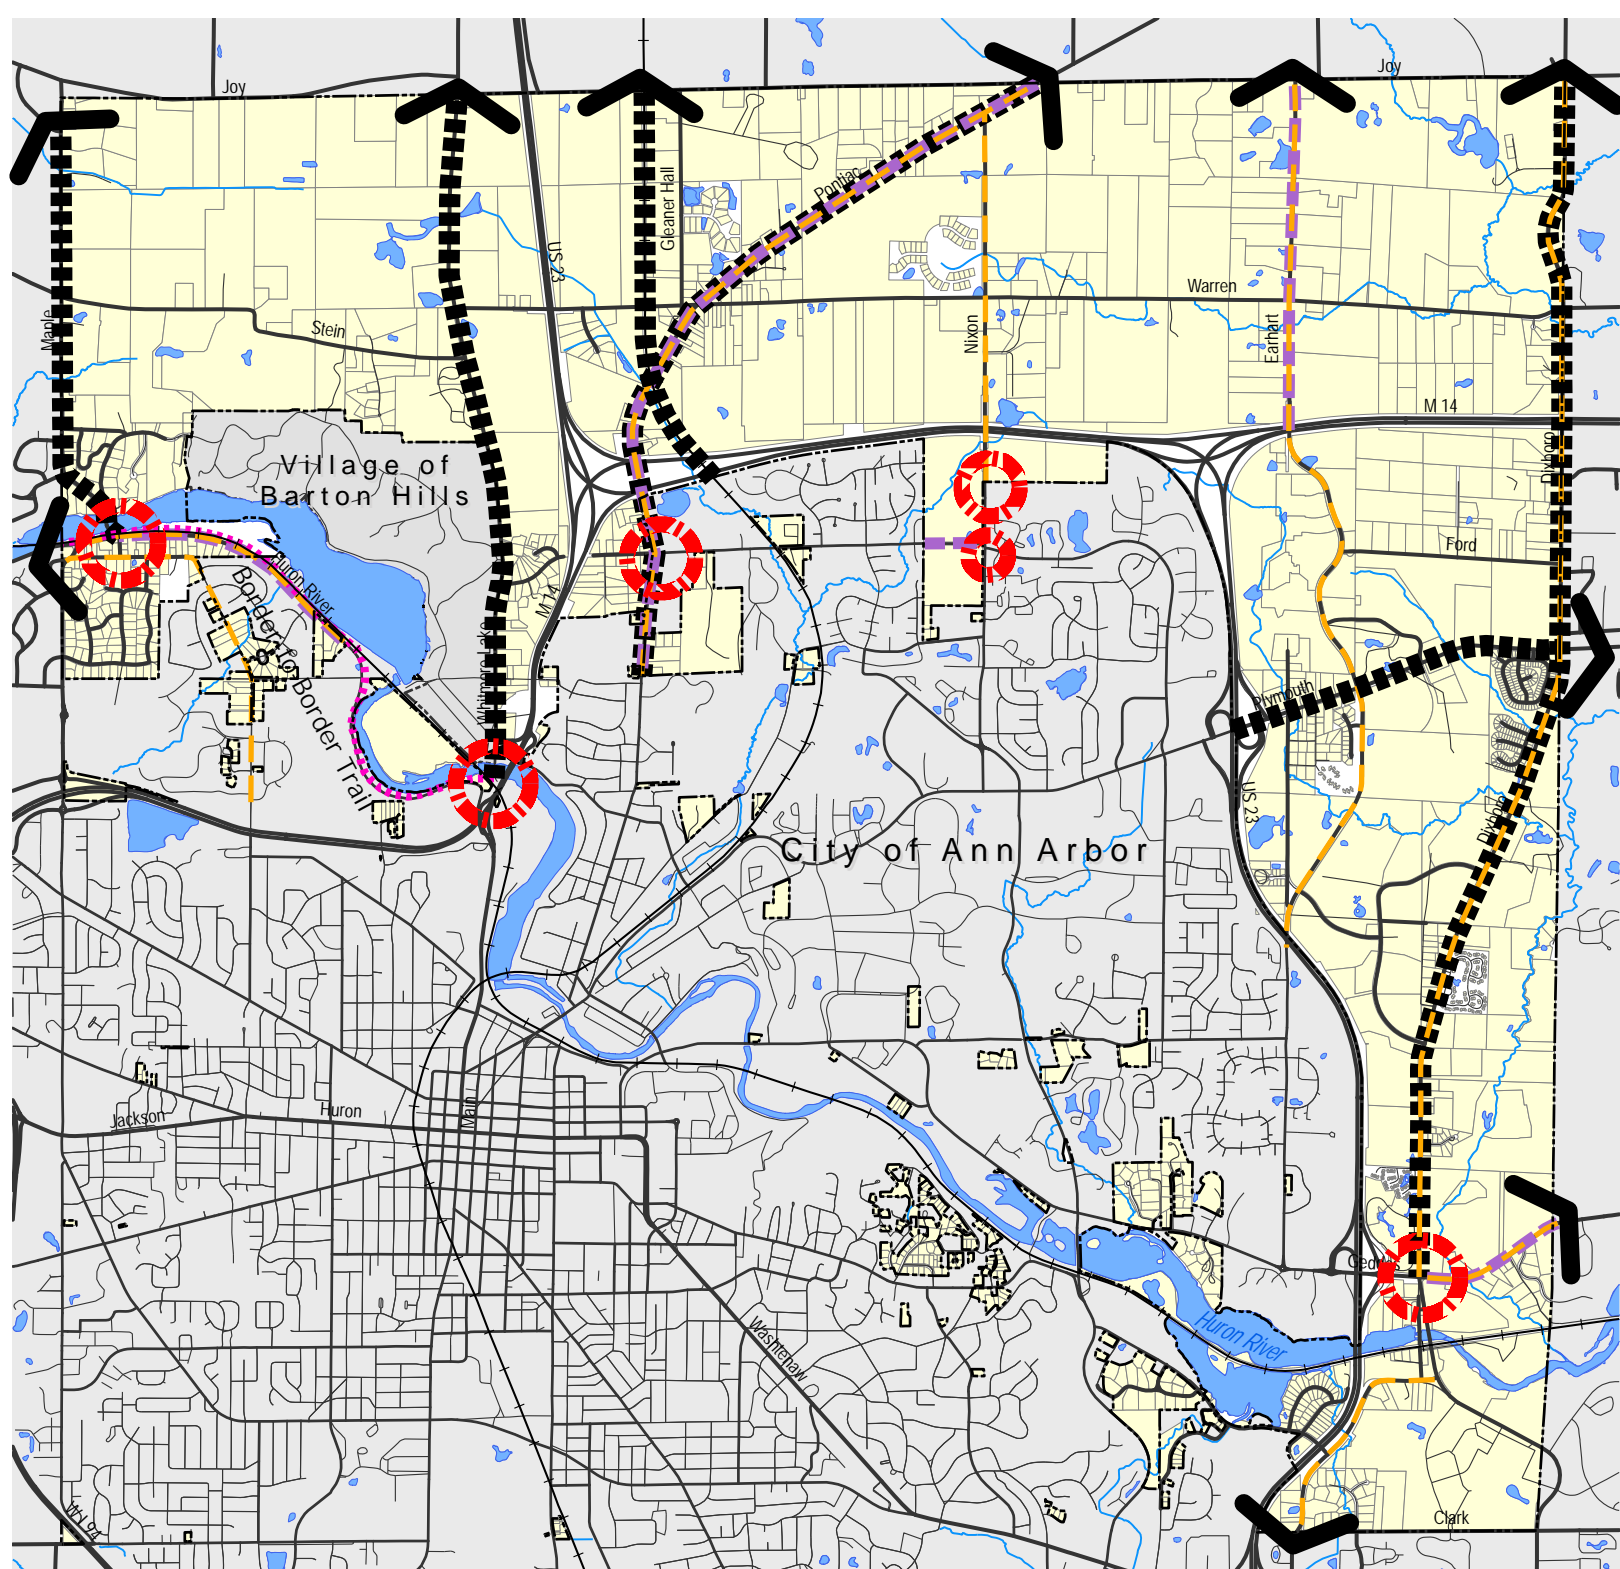 Joy
Joy
Gleaner Hall
Pontiac
US 23
Warren
Maple
Stein
Nixon
Earhart
M 14
Dixboro
Village of
Barton Hills
Ford
Huron River
M 14
Border to Border Trail
Whitmore Lake
Plymouth
US 23
Dixboro
City of Ann Arbor
Jackson
Huron
Main
Geddes
Huron River
Washtenaw
W I 94
Clark